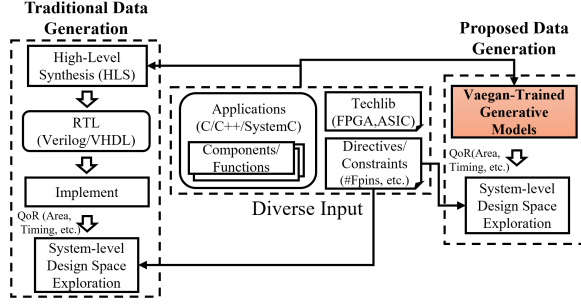 Traditional Data
Generation
High-Level
Synthesis (HLS)
RTL
(Verilog/VHDL)
Implement
QoR (Area,
Timing, etc.)
System-level
Design Space
Exploration
Applications
(C/C++/SystemC)
Components/
Functions
Techlib
(FPGA,ASIC)
Directives/
Constraints
(#Fpins, etc.)
Diverse Input
Proposed Data
Generation
Vaegan-Trained
Generative
Models
QoR(Area,
Timing, etc.)
System-level
Design Space
Exploration